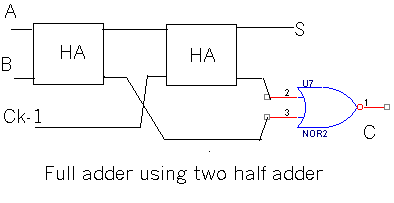 A
S
HA
HA
B
U7
2
1
3
Ck-1
NOR2
C
Full adder using two half adder